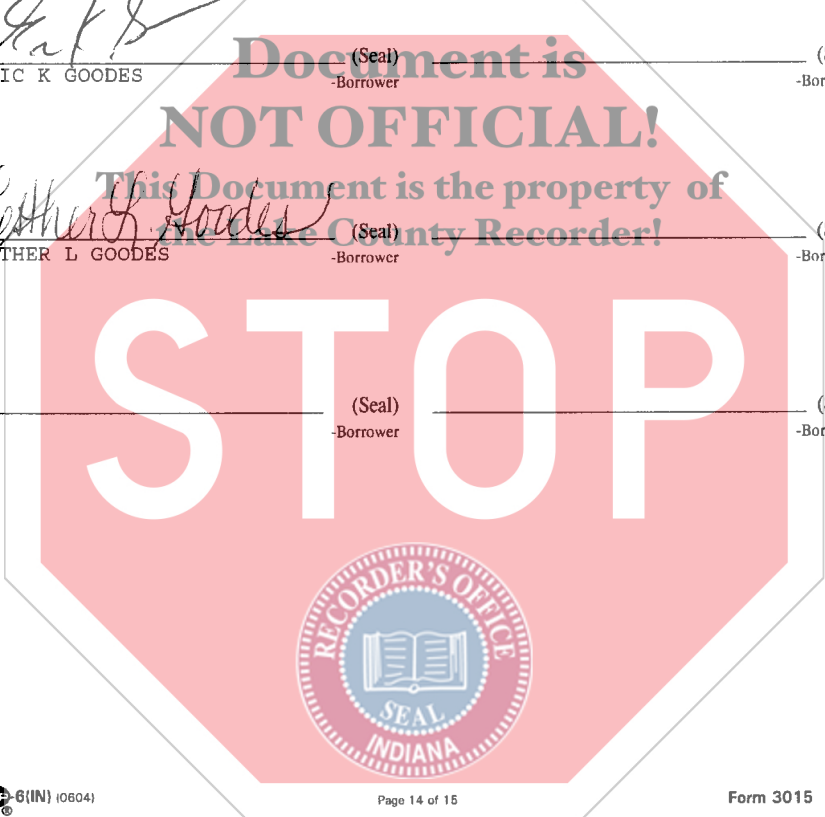 Document is
(Seal) (
IC K GOODES -Borrower -Bor
NOT OFFICIAL!
This Document is the property of
esther L. Goodes (Seal) (
the Lake County Recorder!
THER L GOODES -Borrower -Bor
STOP
(Seal) (
-Borrower -Bor
RECORDER'S OFFICE
SEAL
INDIANA
-6(IN) (0604) Page 14 of 15 Form 3015
®